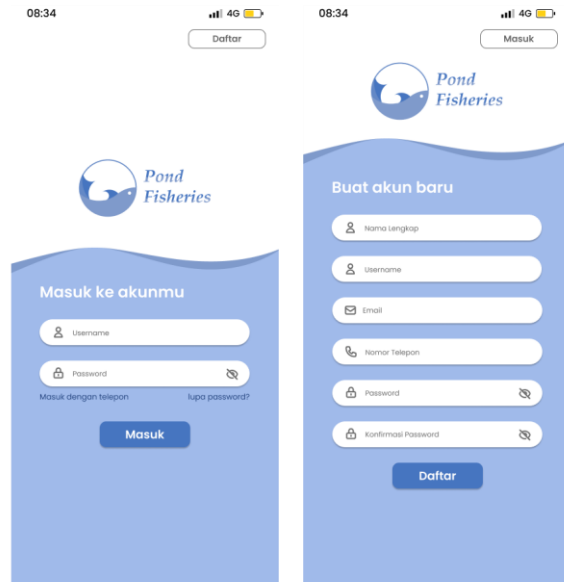 08:34
4G
Daftar
Pond
Fisheries
Masuk ke akunmu
Username
Password
Masuk dengan telepon
lupa password?
Masuk
08:34
4G
Masuk
Pond
Fisheries
Buat akun baru
Nama Lengkap
Username
Email
Nomor Telepon
Password
Konfirmasi Password
Daftar